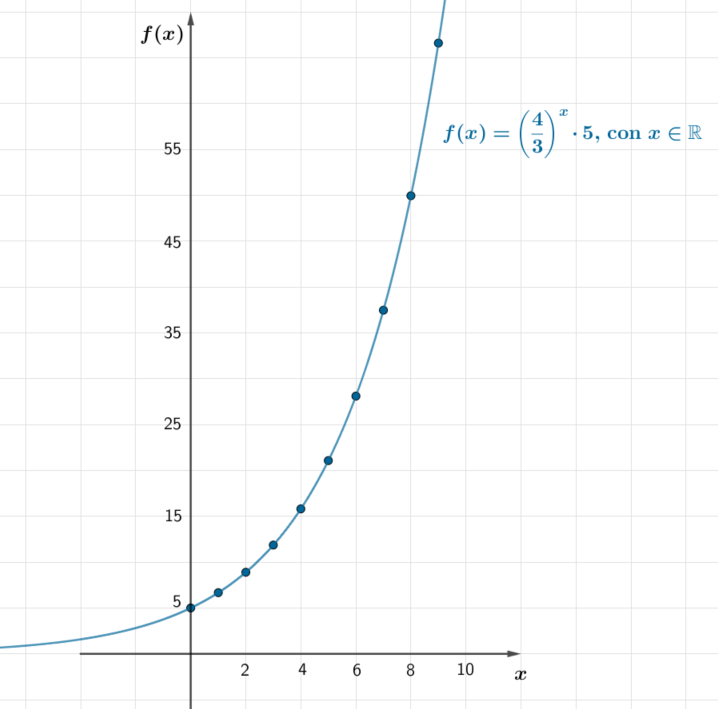 f(x)
f(x) = (4/3)^x · 5, con x ∈ ℝ
55
45
35
25
15
5
2 4 6 8 10 x